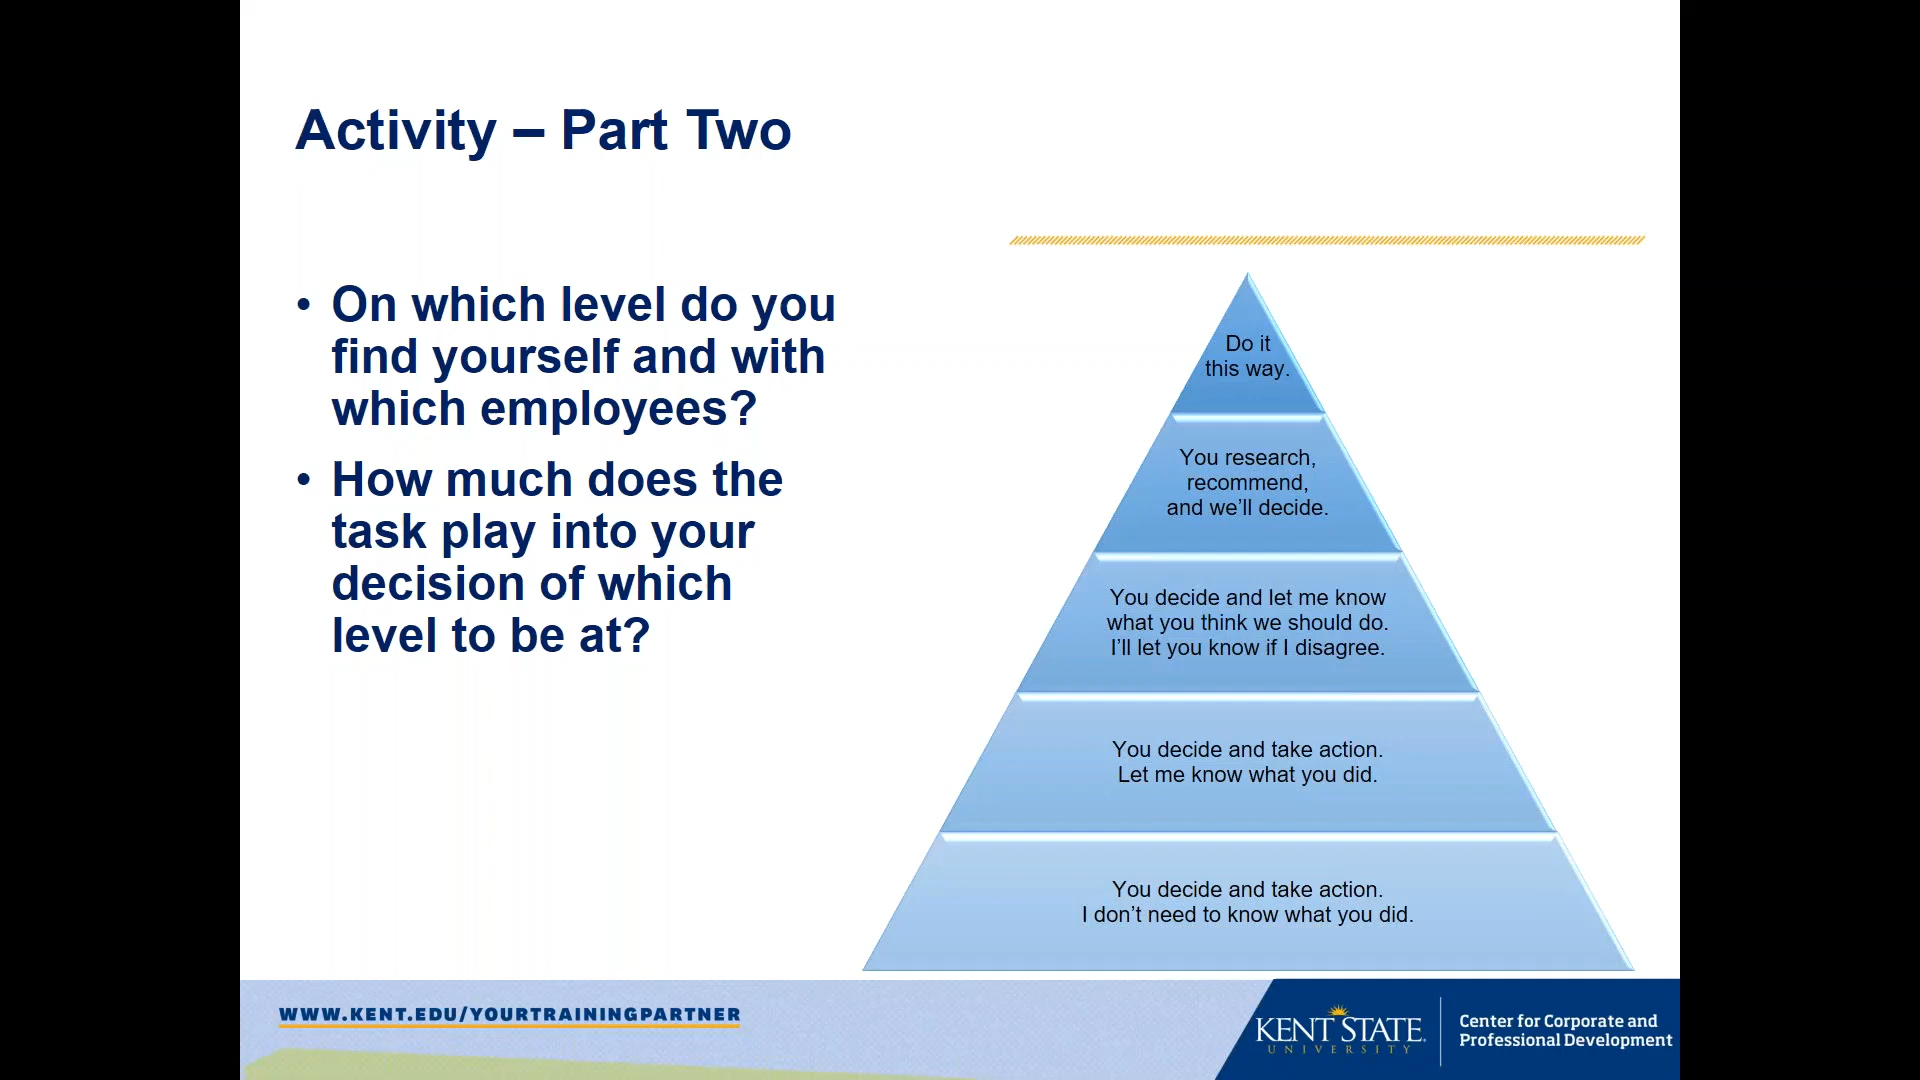 Activity – Part Two
• On which level do you
find yourself and with
which employees?
• How much does the
task play into your
decision of which
level to be at?
Do it
this way.
You research,
recommend,
and we’ll decide.
You decide and let me know
what you think we should do.
I’ll let you know if I disagree.
You decide and take action.
Let me know what you did.
You decide and take action.
I don’t need to know what you did.
WWW.KENT.EDU/YOURTRAININGPARTNER
KENT STATE
UNIVERSITY
Center for Corporate and
Professional Development